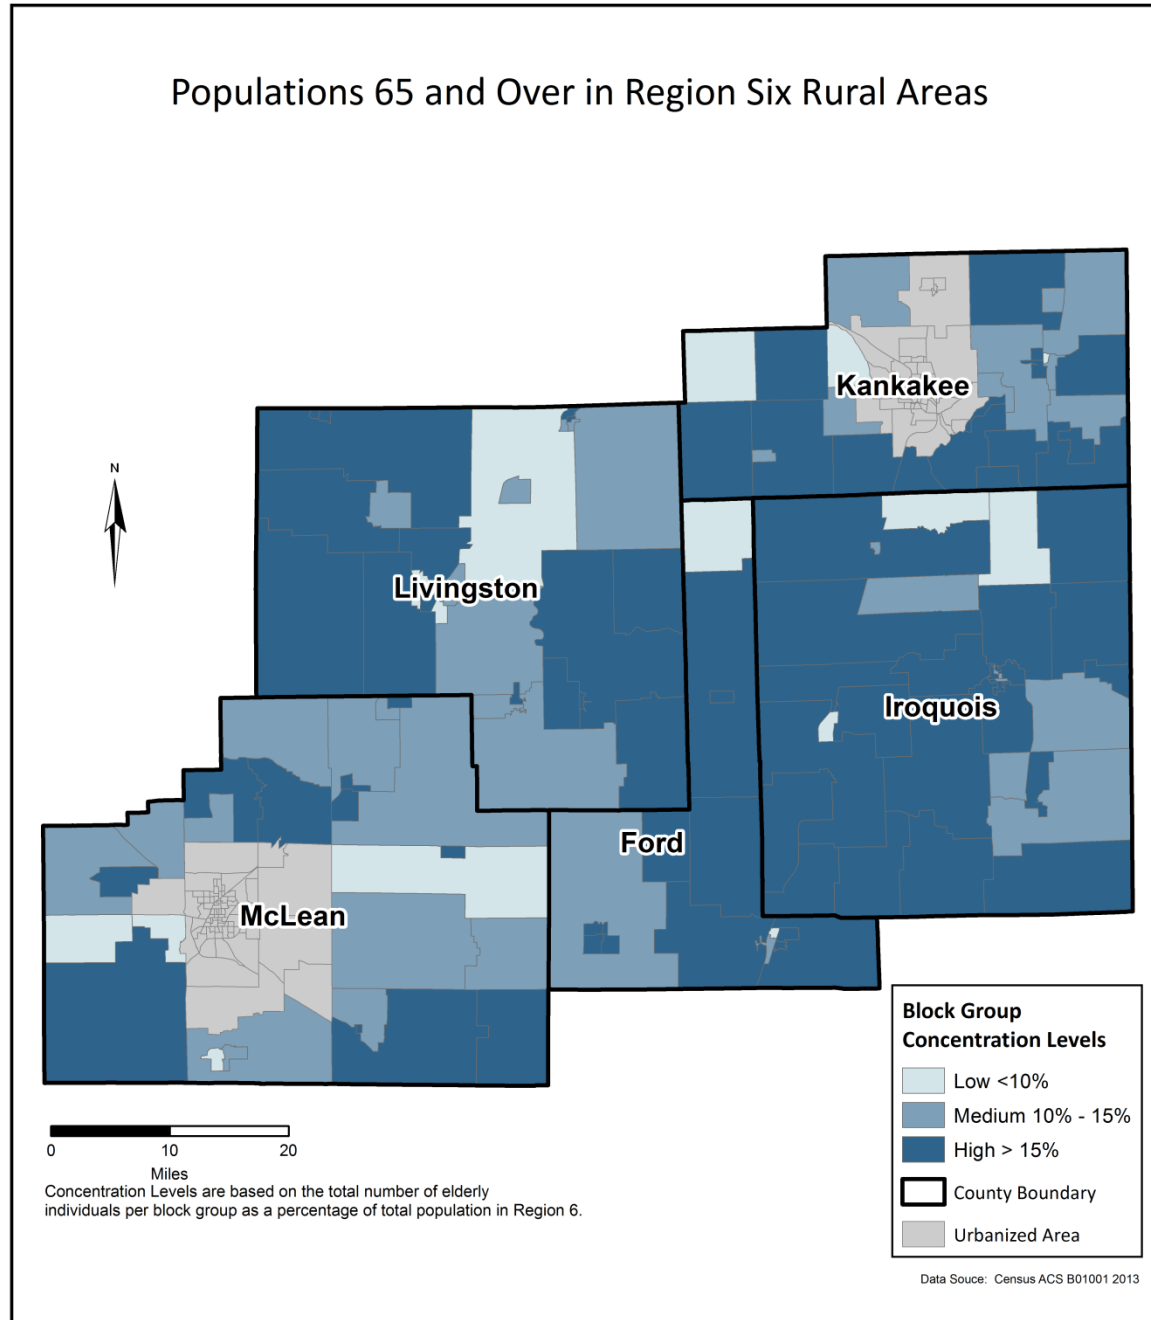 Populations 65 and Over in Region Six Rural Areas
Kankakee
N
Livingston
Iroquois
Ford
McLean
Block Group
Concentration Levels
Low <10%
Medium 10% - 15%
High > 15%
County Boundary
Urbanized Area
0 10 20
Miles
Concentration Levels are based on the total number of elderly
individuals per block group as a percentage of total population in Region 6.
Data Souce: Census ACS B01001 2013